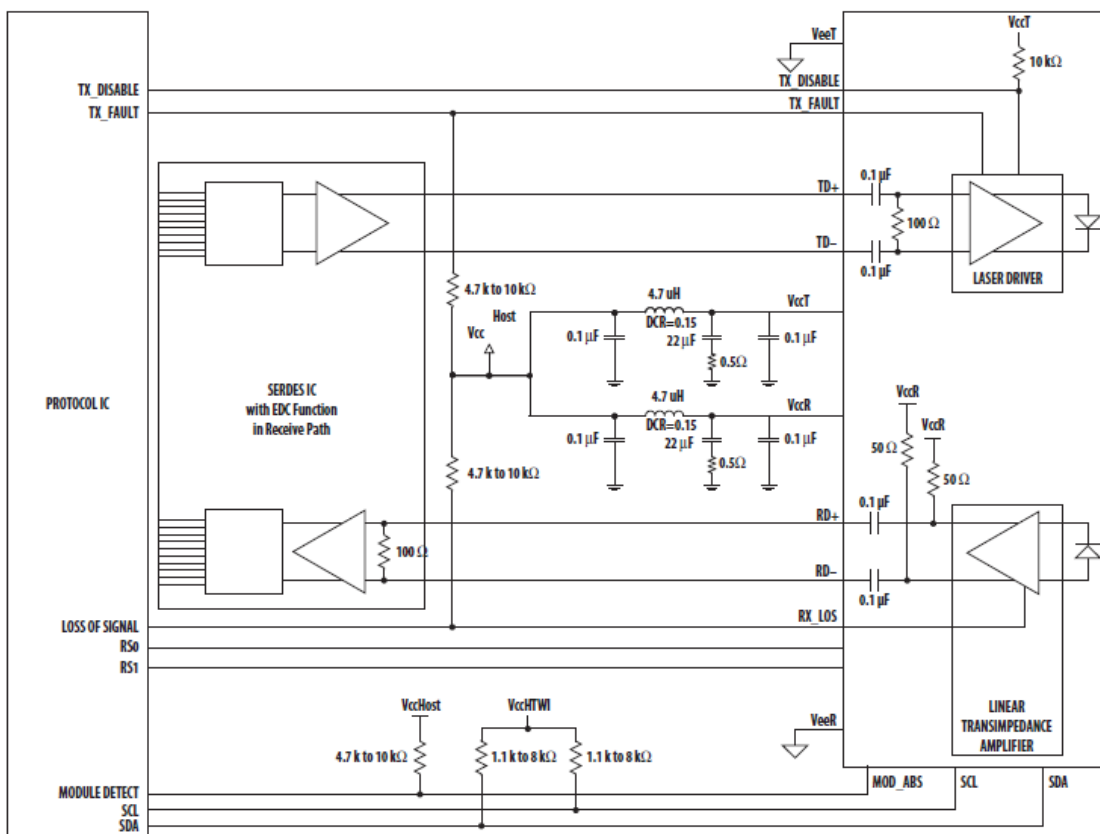 VeeT
VccT
10 kΩ
TX_DISABLE
TX_DISABLE
TX_FAULT
TX_FAULT
0.1 µF
TD+
100 Ω
TD–
0.1 µF
LASER DRIVER
4.7 k to 10 kΩ
4.7 uH
VccT
Host
Vcc
DCR=0.15
0.1 µF
22 µF
0.1 µF
0.5Ω
SERDES IC
with EDC Function
in Receive Path
PROTOCOL IC
4.7 uH
VccR
VccR
VccR
DCR=0.15
0.1 µF
22 µF
0.1 µF
50 Ω
0.5Ω
50 Ω
4.7 k to 10 kΩ
0.1 µF
RD+
100 Ω
RD–
0.1 µF
LOSS OF SIGNAL
RX_LOS
RS0
RS1
VccHost
VccHTWI
VeeR
LINEAR
TRANSIMPEDANCE
AMPLIFIER
4.7 k to 10 kΩ
1.1 k to 8 kΩ
1.1 k to 8 kΩ
MODULE DETECT
MOD_ABS
SCL
SDA
SCL
SDA